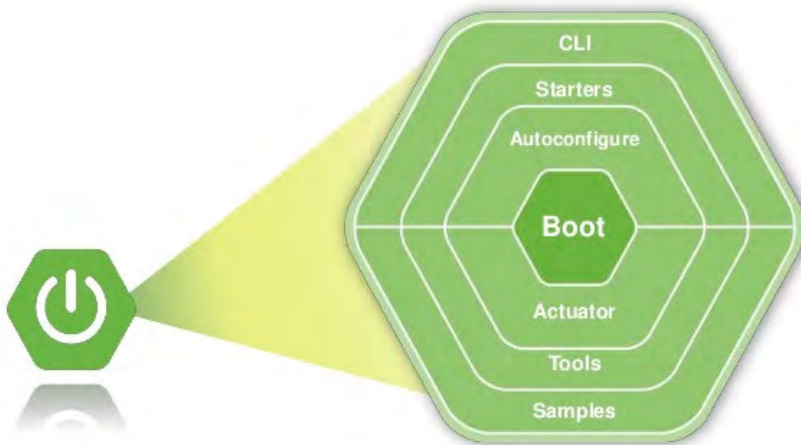 CLI
Starters
Autoconfigure
Boot
Actuator
Tools
Samples